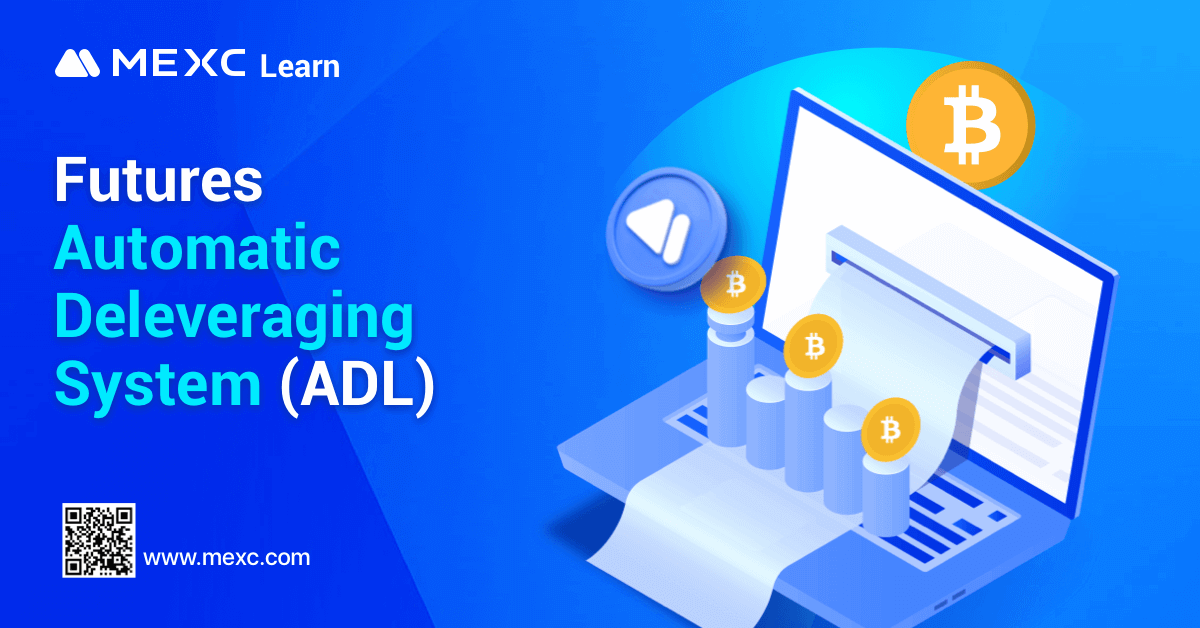 MEXC Learn
Futures
Automatic
Deleveraging
System (ADL)
www.mexc.com